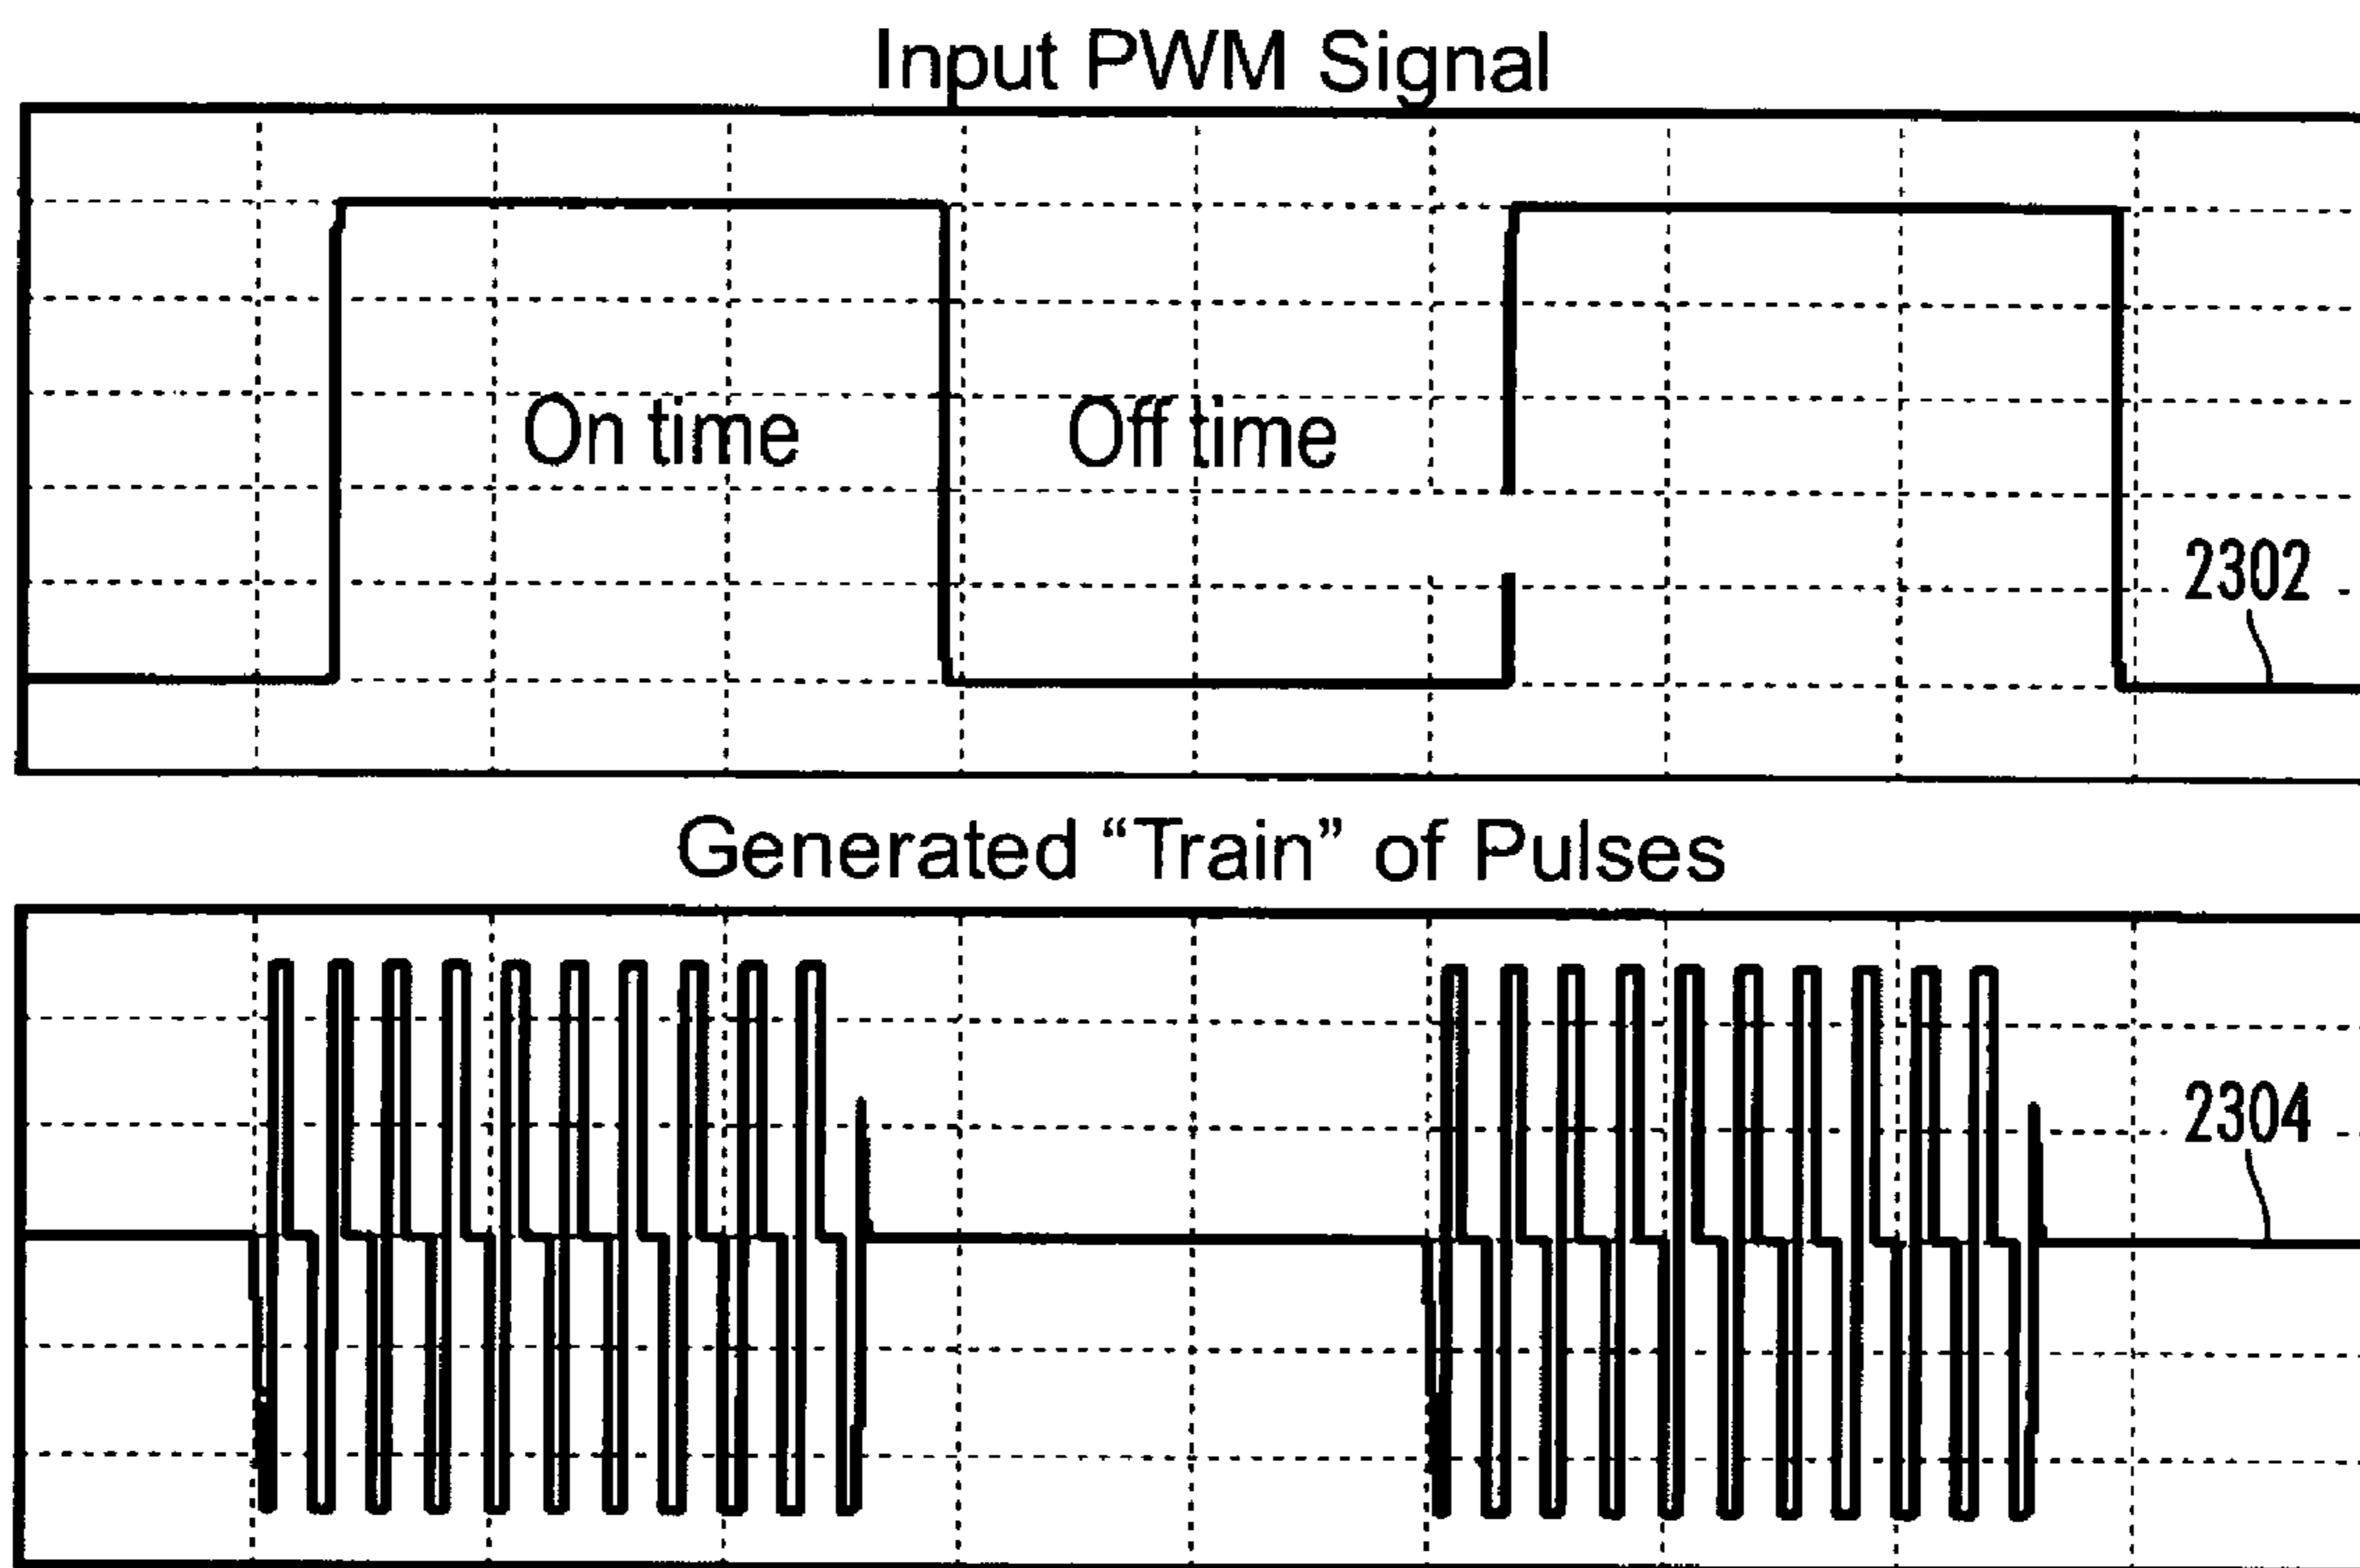 Input PWM Signal
On time
Off time
2302
Generated “Train” of Pulses
2304